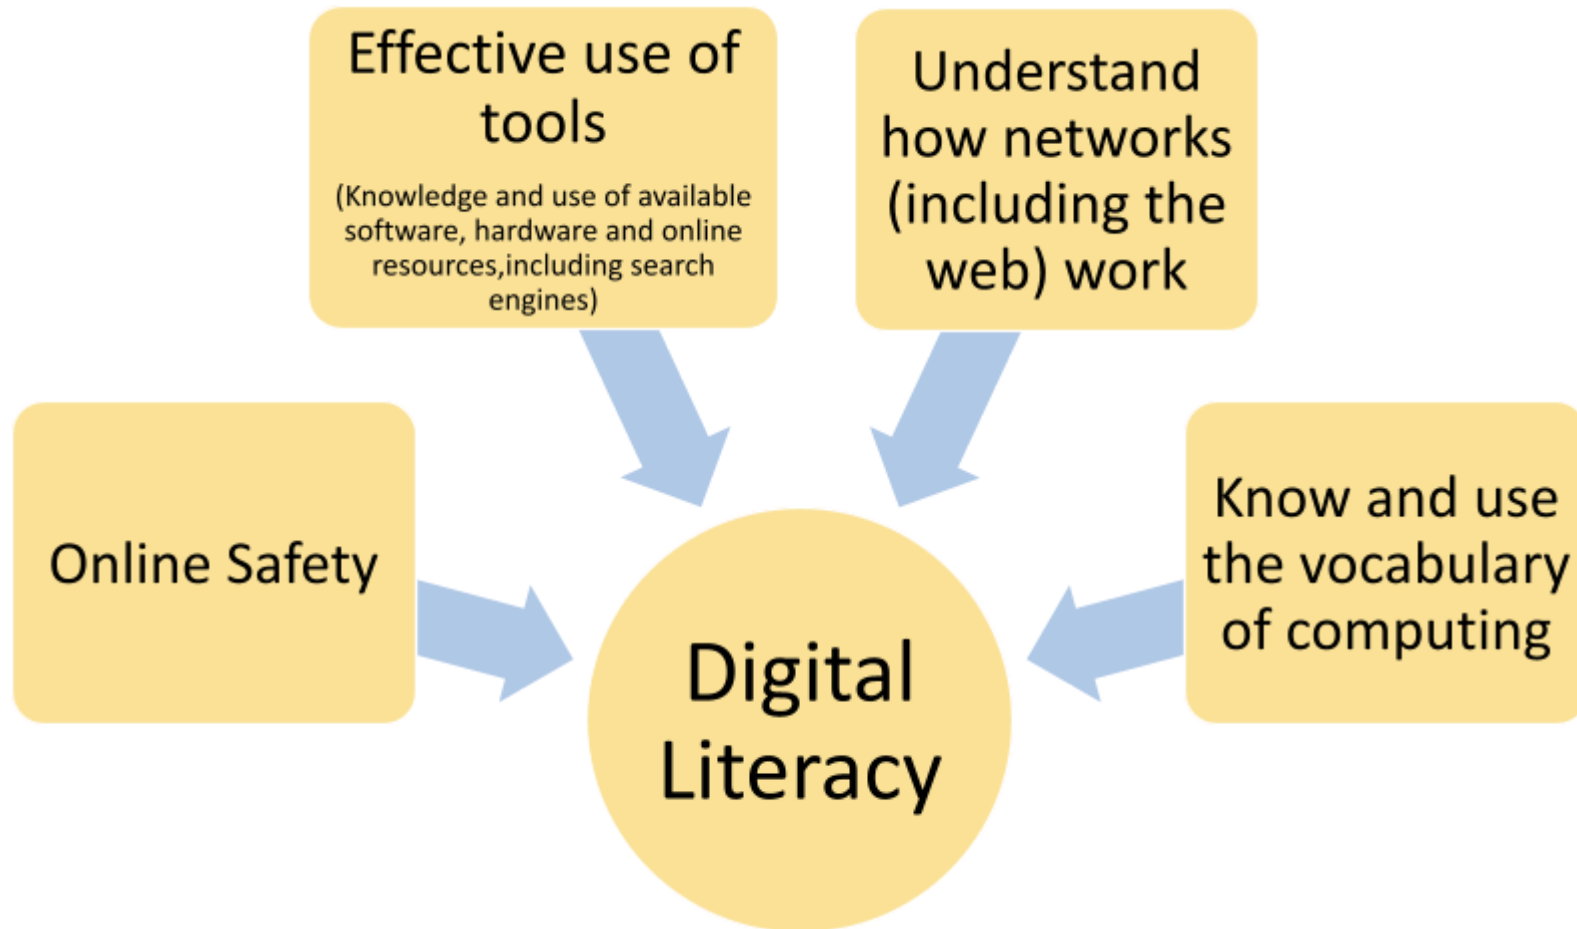 Effective use of
tools
(Knowledge and use of available
software, hardware and online
resources,including search
engines)
Understand
how networks
(including the
web) work
Online Safety
Know and use
the vocabulary
of computing
Digital
Literacy